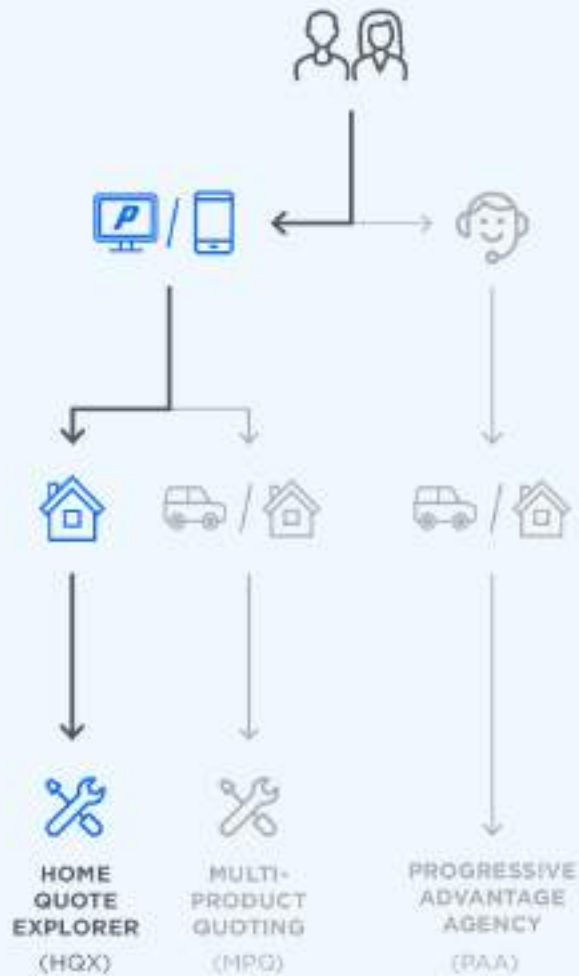 P
HOME
QUOTE
EXPLORER
(HQX)
MULTI-
PRODUCT
QUOTING
(MPQ)
PROGRESSIVE
ADVANTAGE
AGENCY
(PAA)